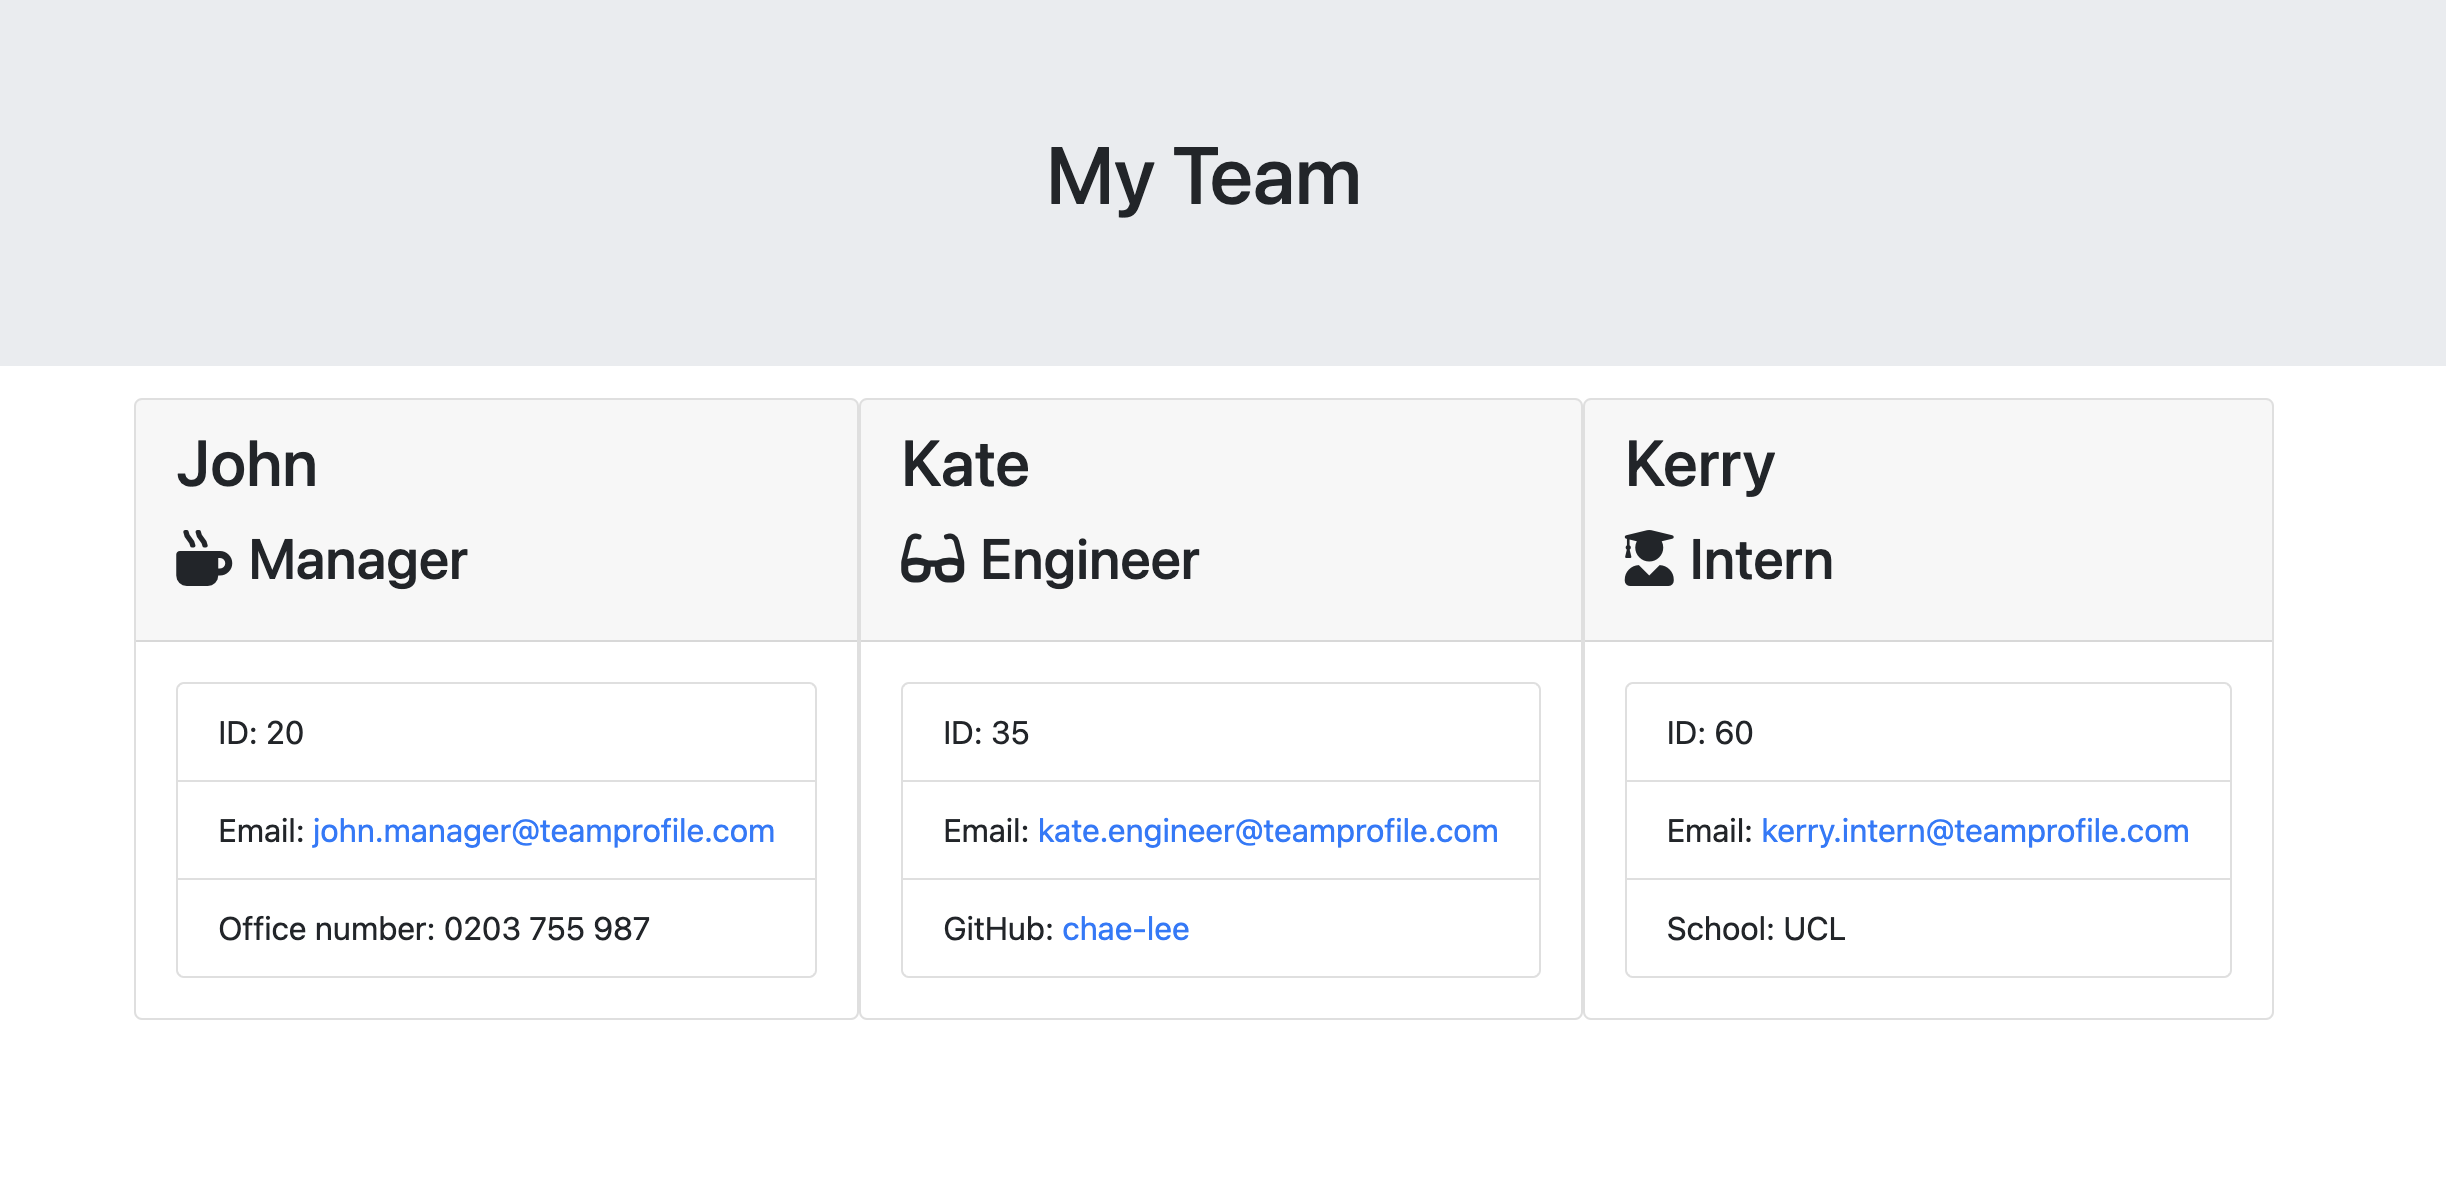 My Team
John
Manager
ID: 20
Email: john.manager@teamprofile.com
Office number: 0203 755 987
Kate
Engineer
ID: 35
Email: kate.engineer@teamprofile.com
GitHub: chae-lee
Kerry
Intern
ID: 60
Email: kerry.intern@teamprofile.com
School: UCL